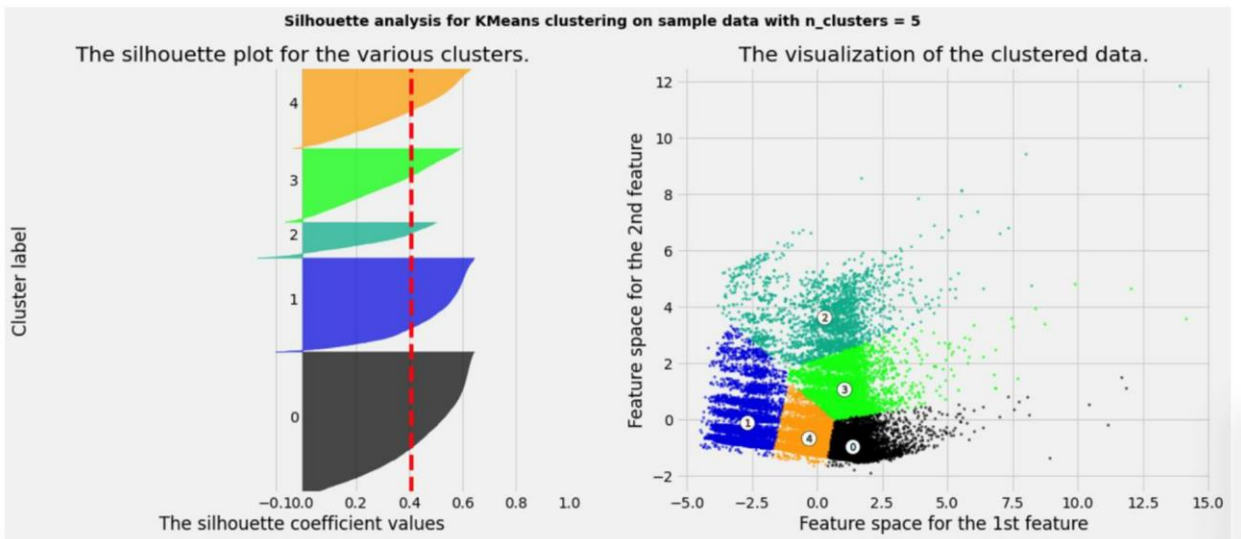 Silhouette analysis for KMeans clustering on sample data with n_clusters = 5
The silhouette plot for the various clusters.
Cluster label
4
3
2
1
0
−0.10.0 0.2 0.4 0.6 0.8 1.0
The silhouette coefficient values
The visualization of the clustered data.
Feature space for the 2nd feature
12
10
8
6
4
2
0
−2
2
3
1
4
0
−5.0 −2.5 0.0 2.5 5.0 7.5 10.0 12.5 15.0
Feature space for the 1st feature